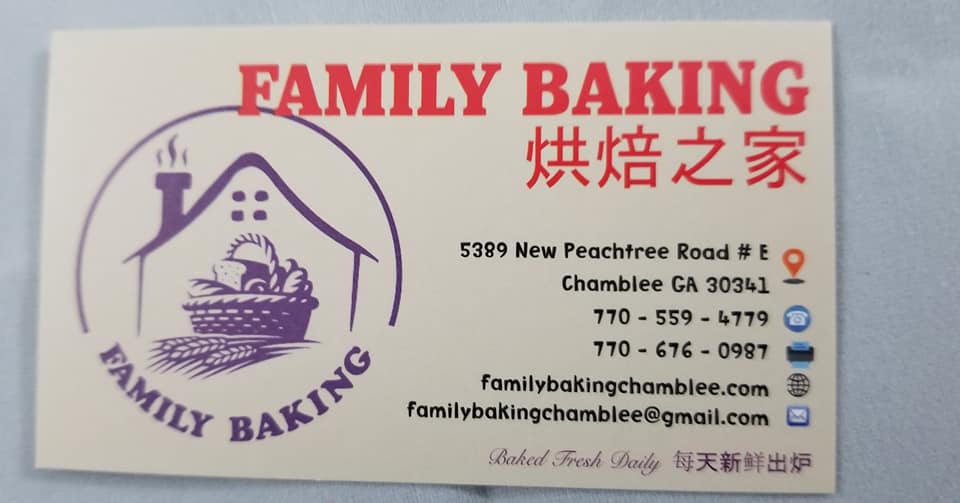 FAMILY BAKING
烘焙之家
5389 New Peachtree Road # E
Chamblee GA 30341
770 - 559 - 4779
770 - 676 - 0987
familybakingchamblee.com
familybakingchamblee@gmail.com
Baked Fresh Daily 每天新鲜出炉
FAMILY BAKING